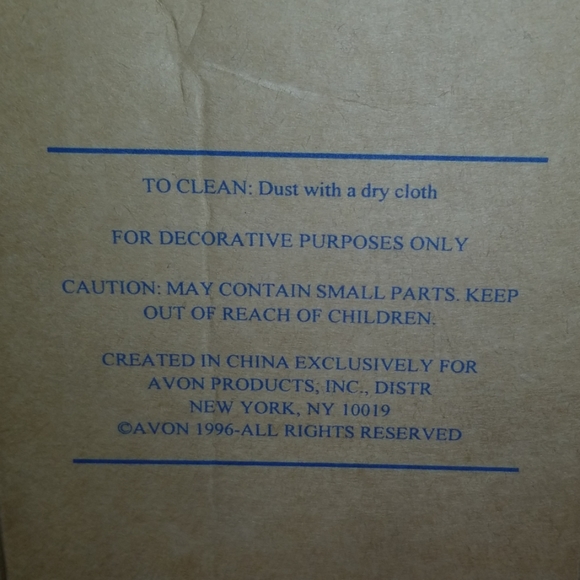 TO CLEAN: Dust with a dry cloth
FOR DECORATIVE PURPOSES ONLY
CAUTION: MAY CONTAIN SMALL PARTS. KEEP
OUT OF REACH OF CHILDREN.
CREATED IN CHINA EXCLUSIVELY FOR
AVON PRODUCTS, INC., DISTR
NEW YORK, NY 10019
©AVON 1996-ALL RIGHTS RESERVED